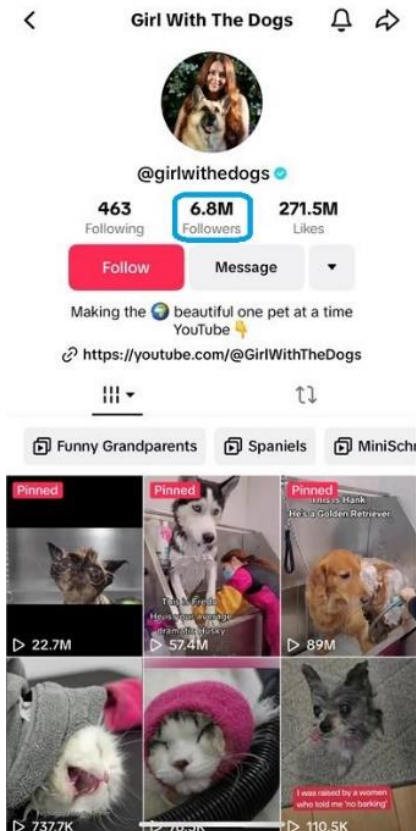 Girl With The Dogs
@girlwithedogs
463 6.8M 271.5M
Following Followers Likes
Follow Message
Making the 🌍 beautiful one pet at a time
YouTube 👇
https://youtube.com/@GirlWithTheDogs
Funny Grandparents Spaniels MiniSchn
Pinned Pinned Pinned
This is Hank
He's a Golden Retriever
This is Fredo
He is your average
dramatic Husky
22.7M 57.4M 89M
I was raised by a women
who told me 'no barking'
737.7K 110.5K